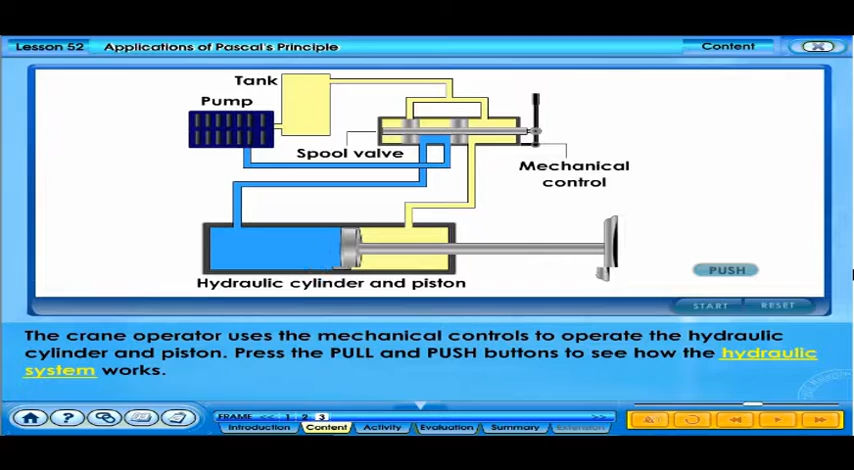 Lesson 52 Applications of Pascal's Principle Content
Tank
Pump
Spool valve
Mechanical
control
PUSH
Hydraulic cylinder and piston
START RESET
The crane operator uses the mechanical controls to operate the hydraulic
cylinder and piston. Press the PULL and PUSH buttons to see how the hydraulic
system works.
FRAME << 1 2 3 >>
Introduction Content Activity Evaluation Summary Extension